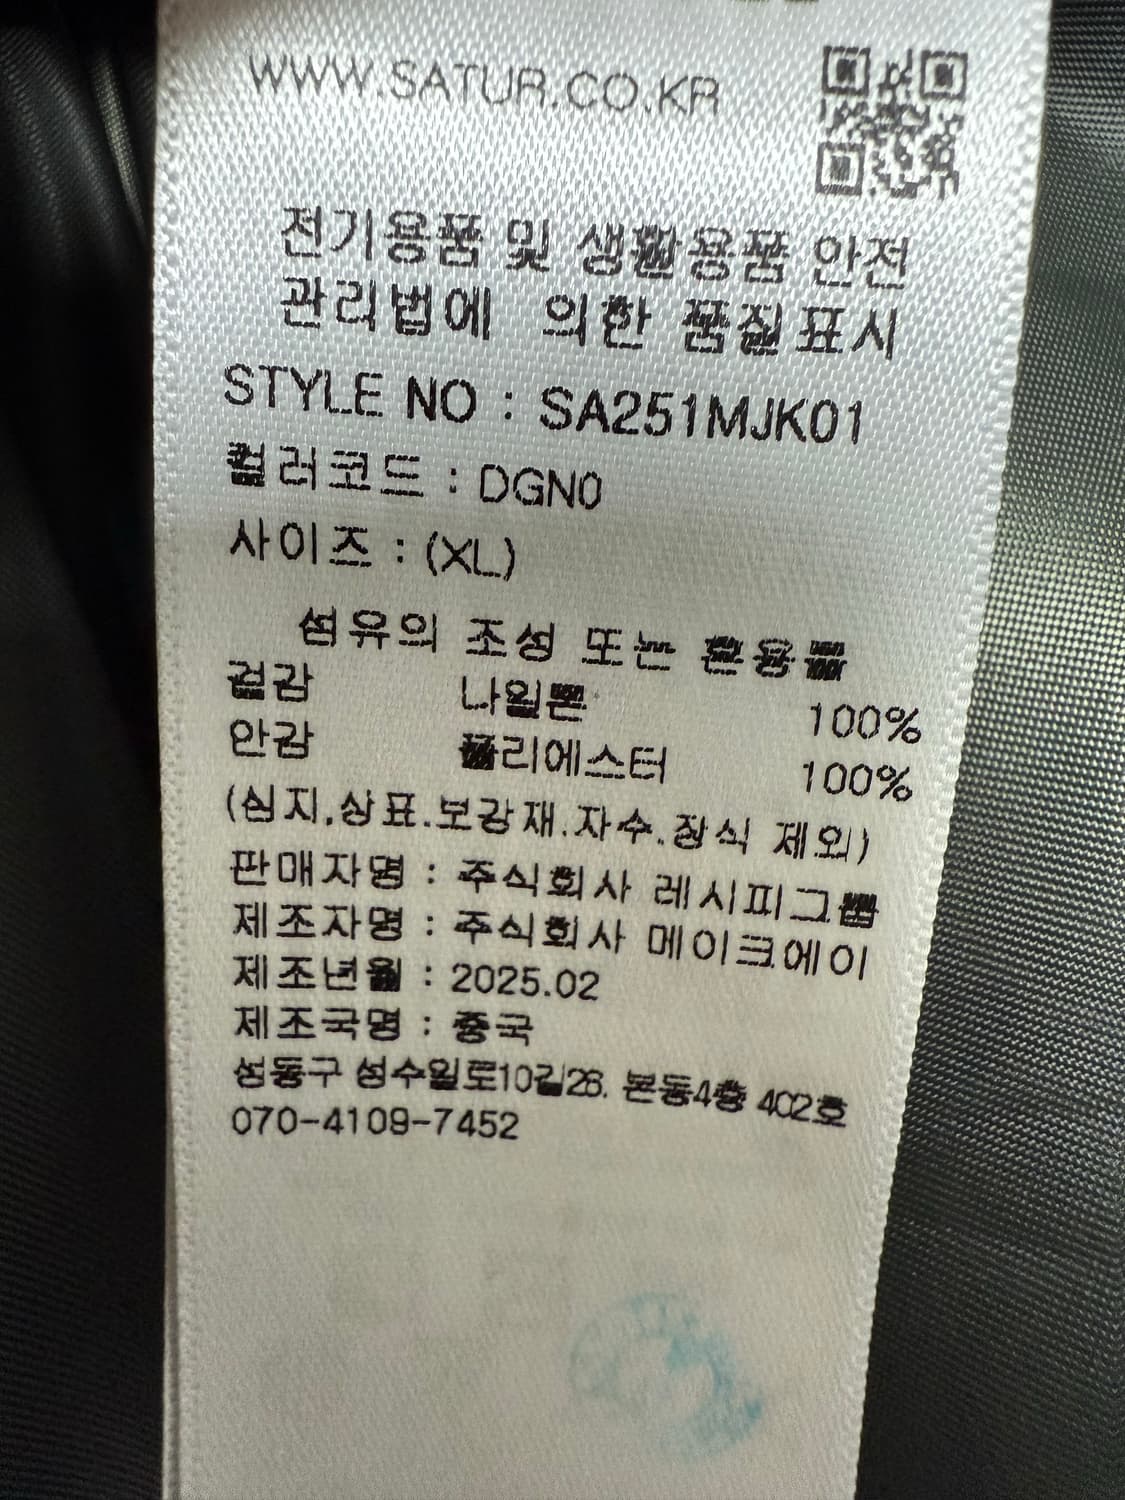 WWW.SATUR.CO.KR
전기용품 및 생활용품 안전
관리법에 의한 품질표시
STYLE NO : SA251MJK01
컬러코드 : DGN0
사이즈 : (XL)
섬유의 조성 또는 혼용률
겉감 나일론 100%
안감 폴리에스터 100%
(심지.상표.보강재.자수.장식 제외)
판매자명 : 주식회사 레시피그룹
제조자명 : 주식회사 메이크에이
제조년월 : 2025.02
제조국명 : 중국
성동구 성수일로10길26. 본동4층 402호
070-4109-7452